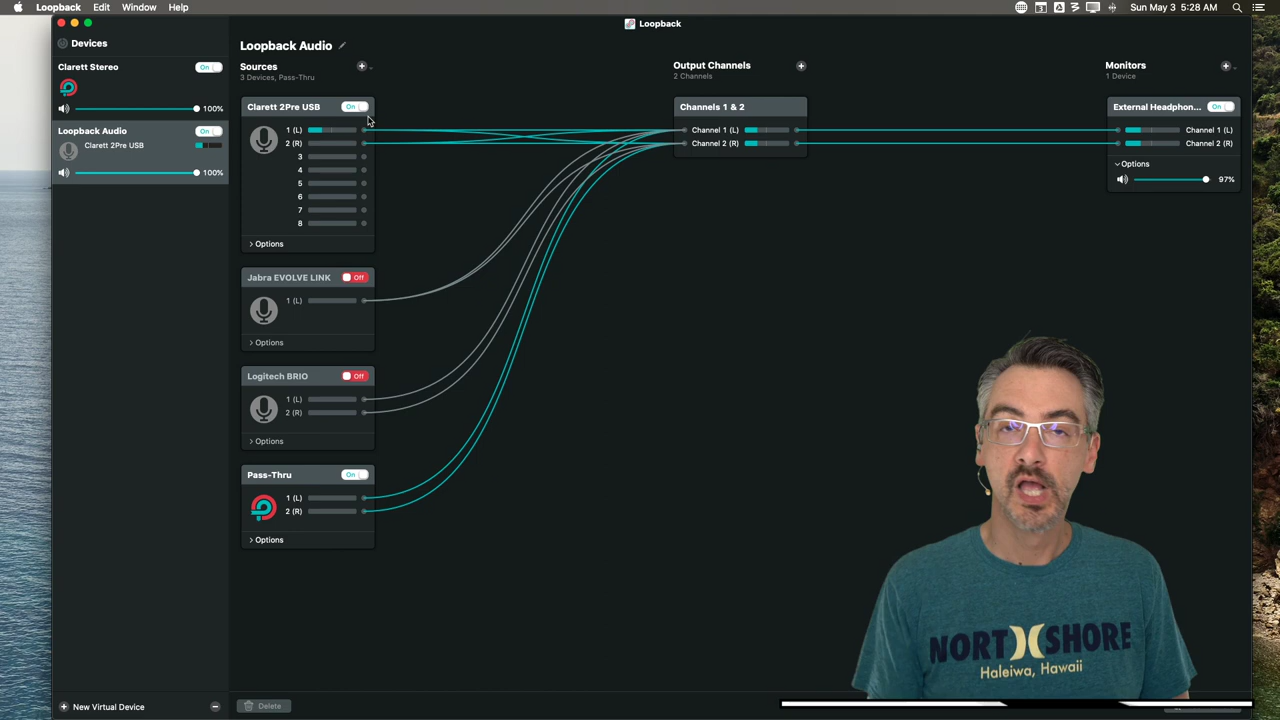 Loopback Edit Window Help
3
Sun May 3 5:28 AM
Loopback
Devices
Clarett Stereo On
100%
Loopback Audio On
Clarett 2Pre USB
100%
New Virtual Device
Loopback Audio
Sources
3 Devices, Pass-Thru
Clarett 2Pre USB On
1 (L)
2 (R)
3
4
5
6
7
8
Options
Jabra EVOLVE LINK Off
1 (L)
Options
Logitech BRIO Off
1 (L)
2 (R)
Options
Pass-Thru On
1 (L)
2 (R)
Options
Delete
Output Channels
2 Channels
Channels 1 & 2
Channel 1 (L)
Channel 2 (R)
Monitors
1 Device
External Headphon... On
Channel 1 (L)
Channel 2 (R)
Options
97%
NORTH SHORE
Haleiwa, Hawaii